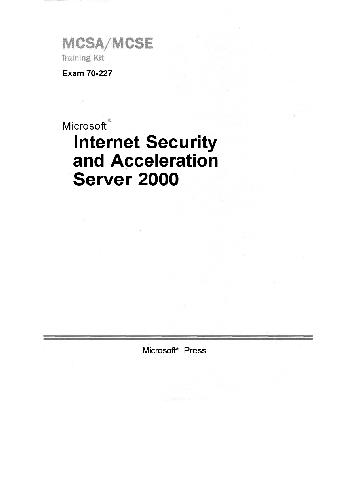 MCSA/MCSE
Training Kit
Exam 70-227
Microsoft®
Internet Security
and Acceleration
Server 2000
Microsoft® Press